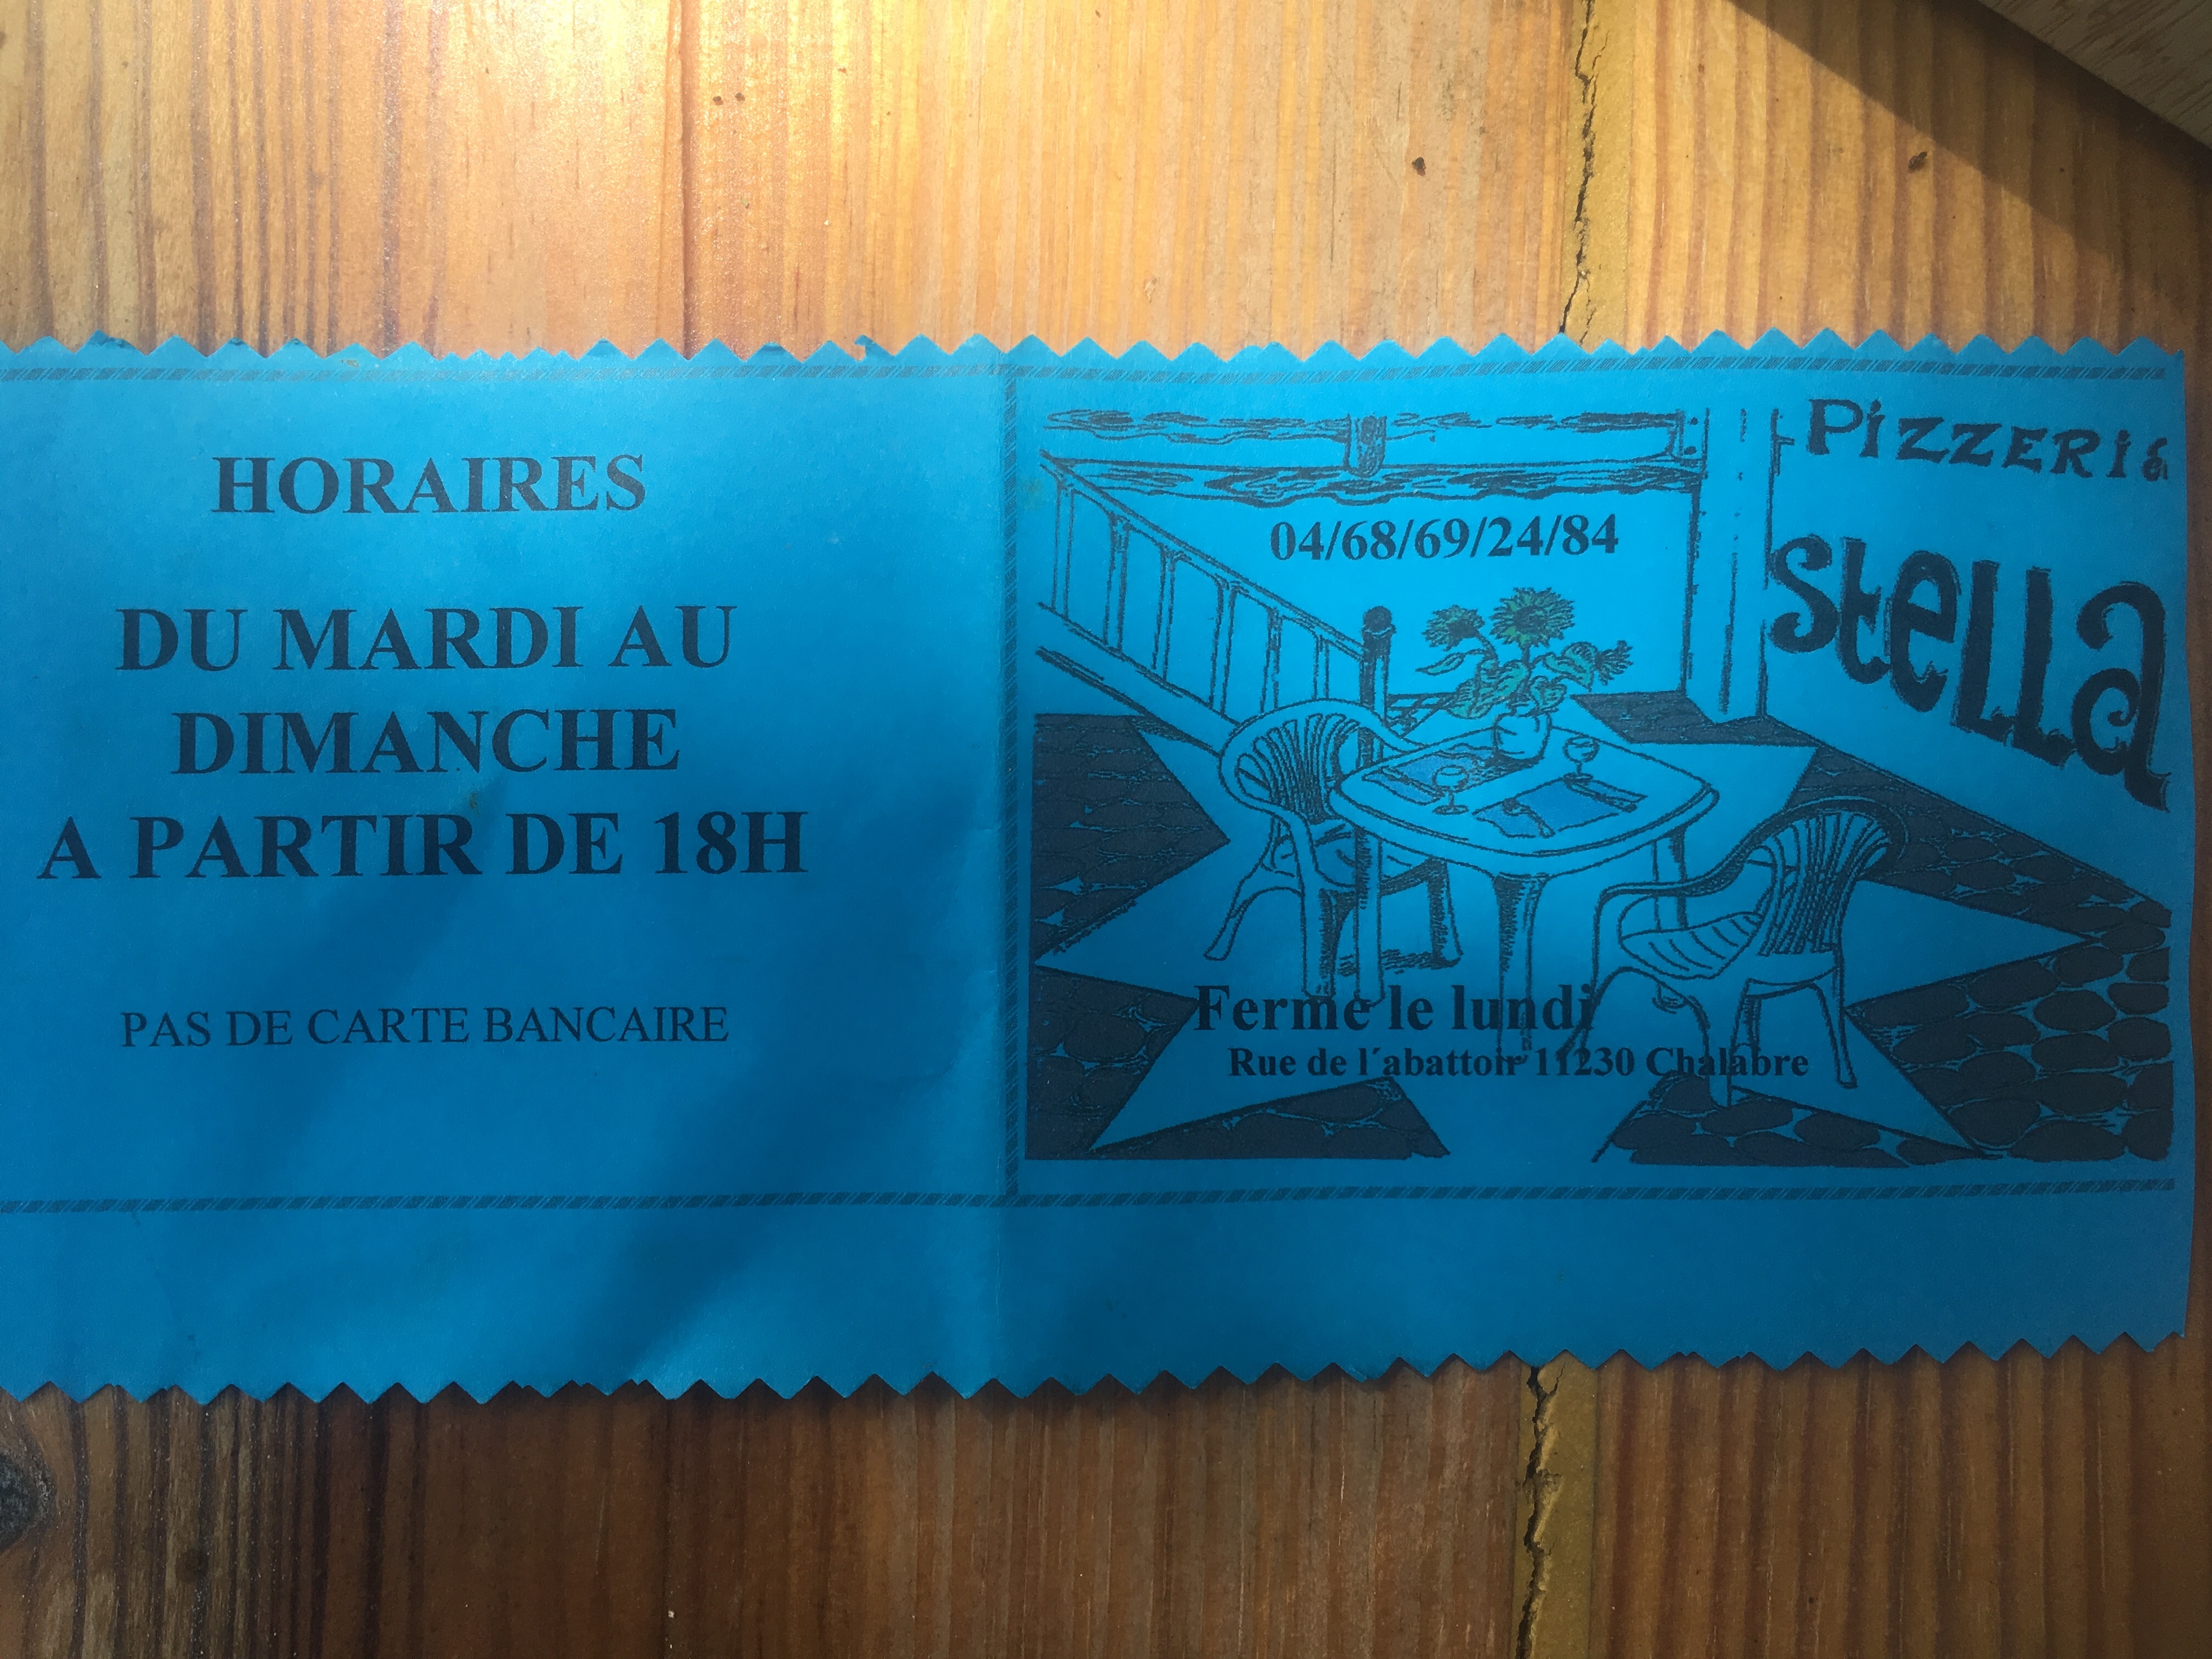 HORAIRES
DU MARDI AU
DIMANCHE
A PARTIR DE 18H
PAS DE CARTE BANCAIRE
PiZZERia
stella
04/68/69/24/84
Ferme le lundi
Rue de l´abattoir 11230 Chalabre